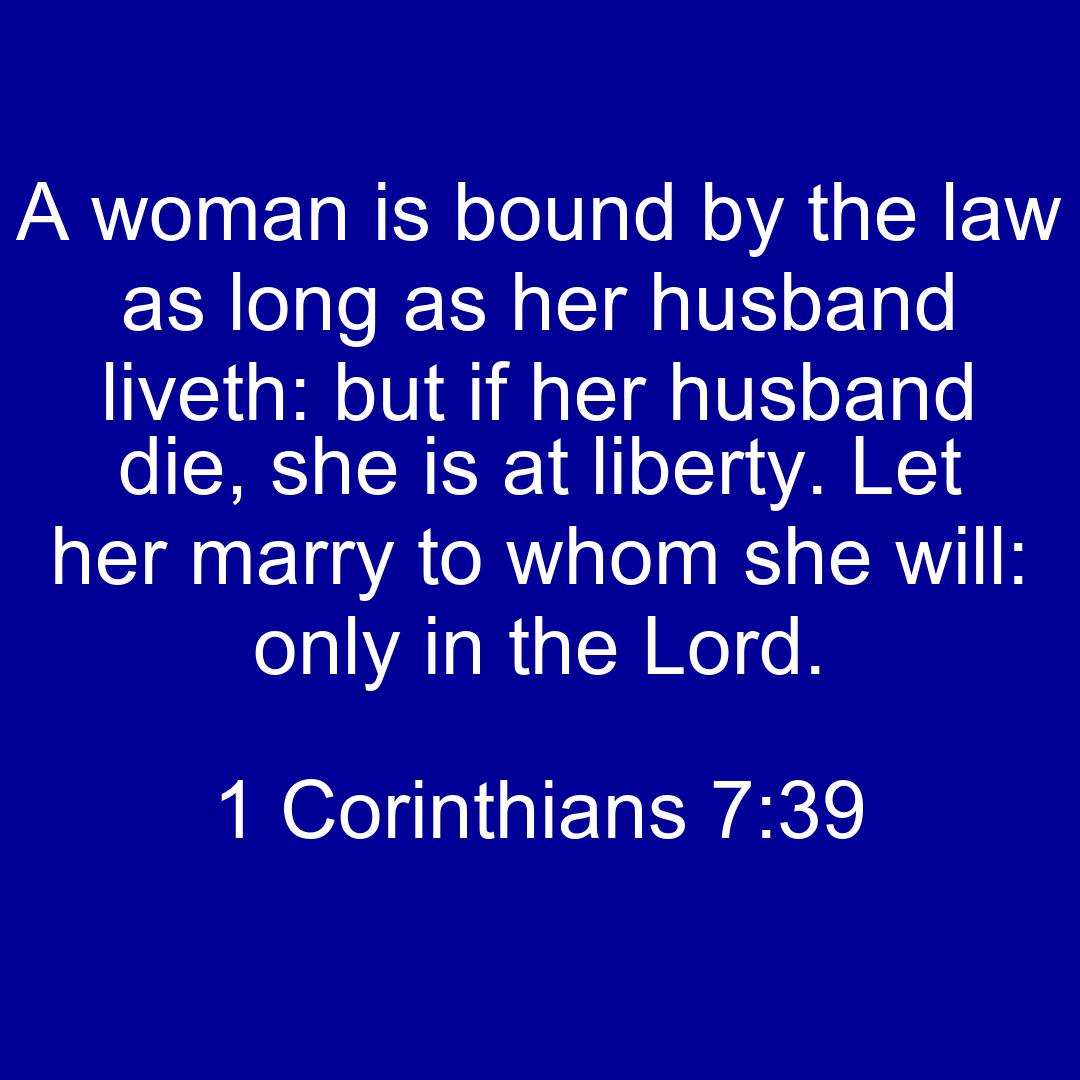 A woman is bound by the law
as long as her husband
liveth: but if her husband
die, she is at liberty. Let
her marry to whom she will:
only in the Lord.
1 Corinthians 7:39